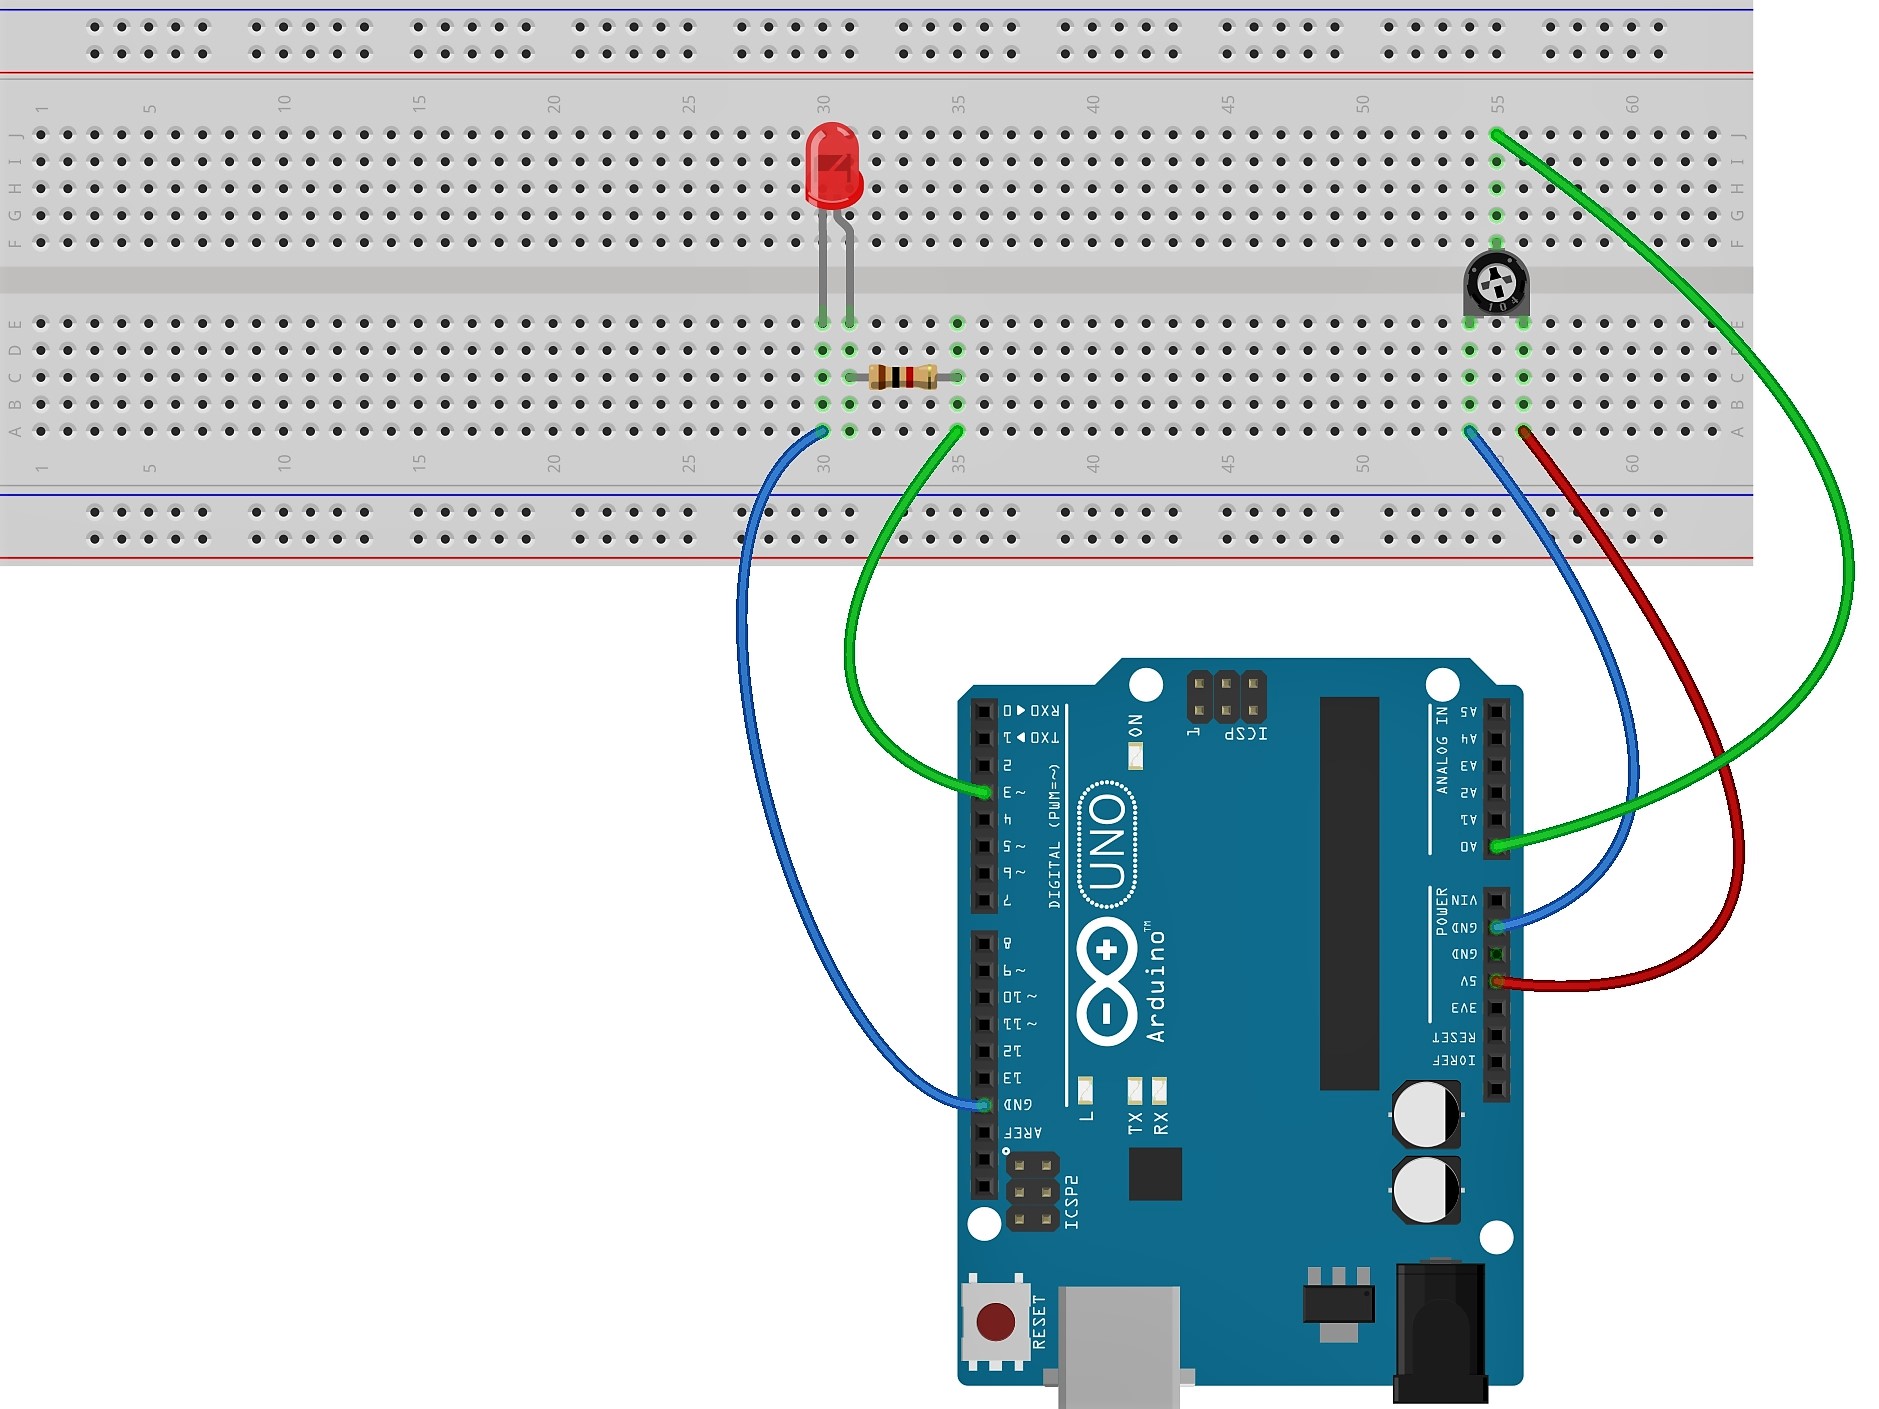 1 5 10 15 20 25 30 35 40 45 50 55 60
J J
I I
H H
G G
F F
E E
D
C C
B B
A A
104
1 5 10 15 20 25 30 35 40 45 50 60
0 RXD
1 TXD
2
3 ~
4
5 ~
6 ~
7
8
9 ~
10 ~
11 ~
12
13
GND
AREF
DIGITAL (PWM=~)
ON
1 ICSP
UNO
Arduino™
L
TX
RX
ICSP2
RESET
ANALOG IN
A5
A4
A3
A2
A1
A0
POWER
VIN
GND
GND
5V
3V3
RESET
IOREF